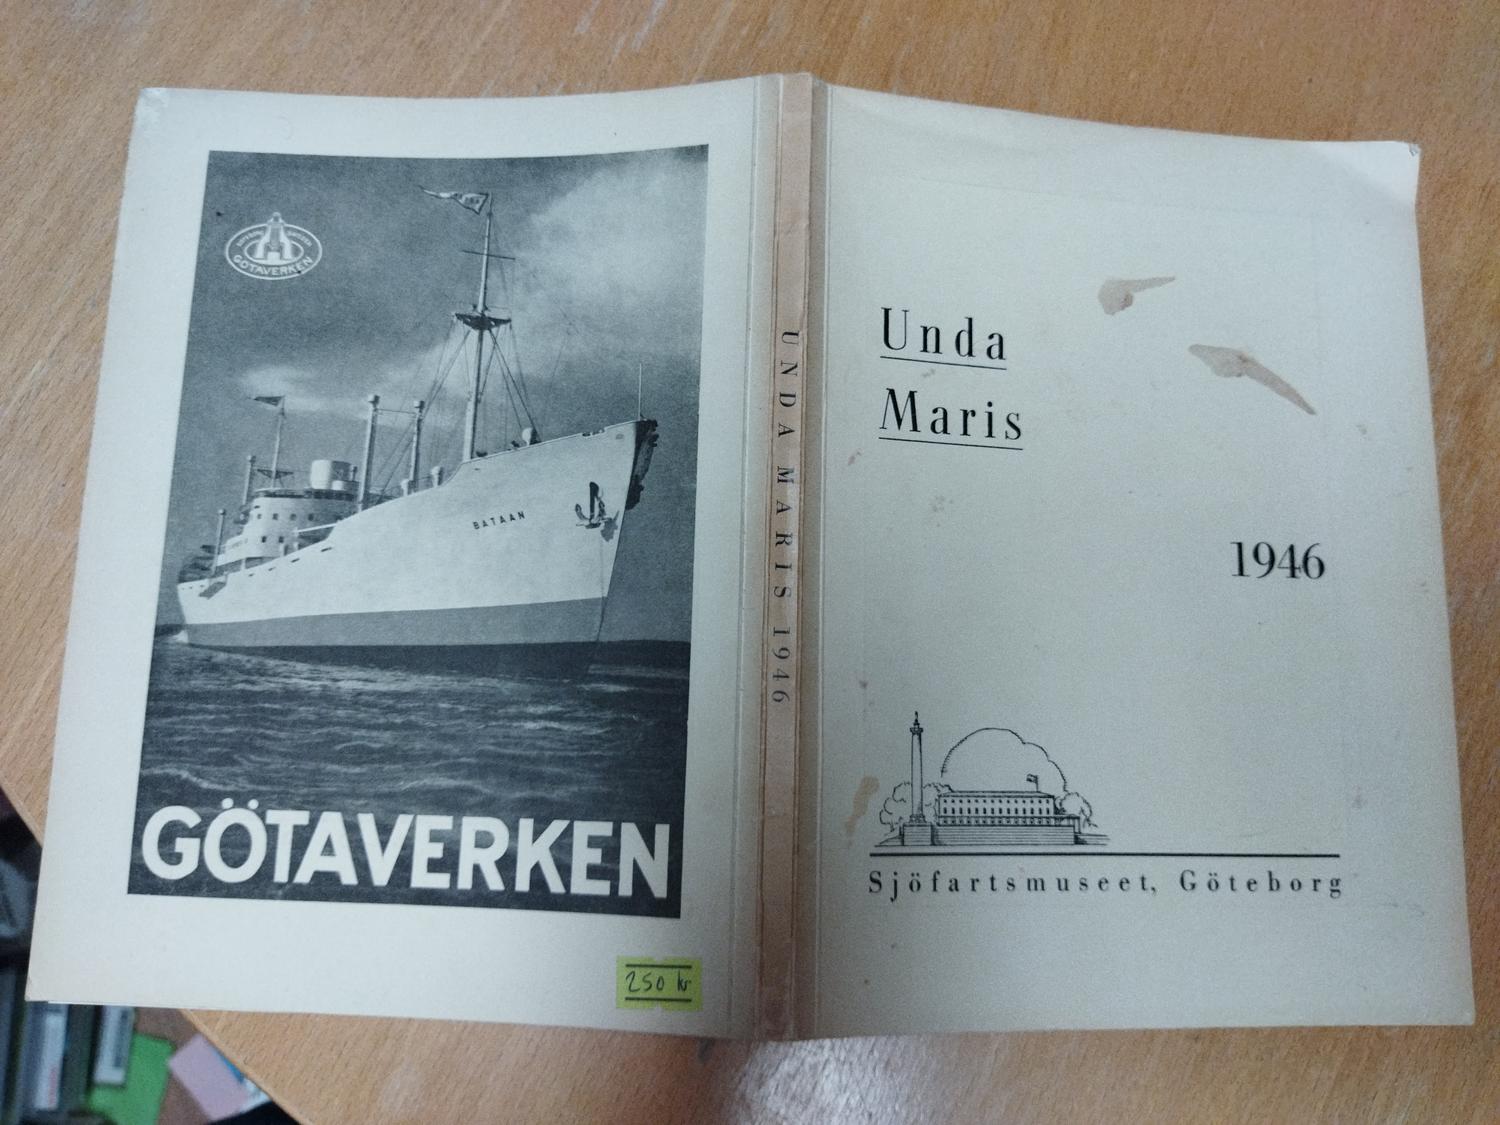 GÖTAVERKEN
BATAAN
GÖTAVERKEN
250 kr
UNDA MARIS 1946
Unda
Maris
1946
Sjöfartsmuseet, Göteborg